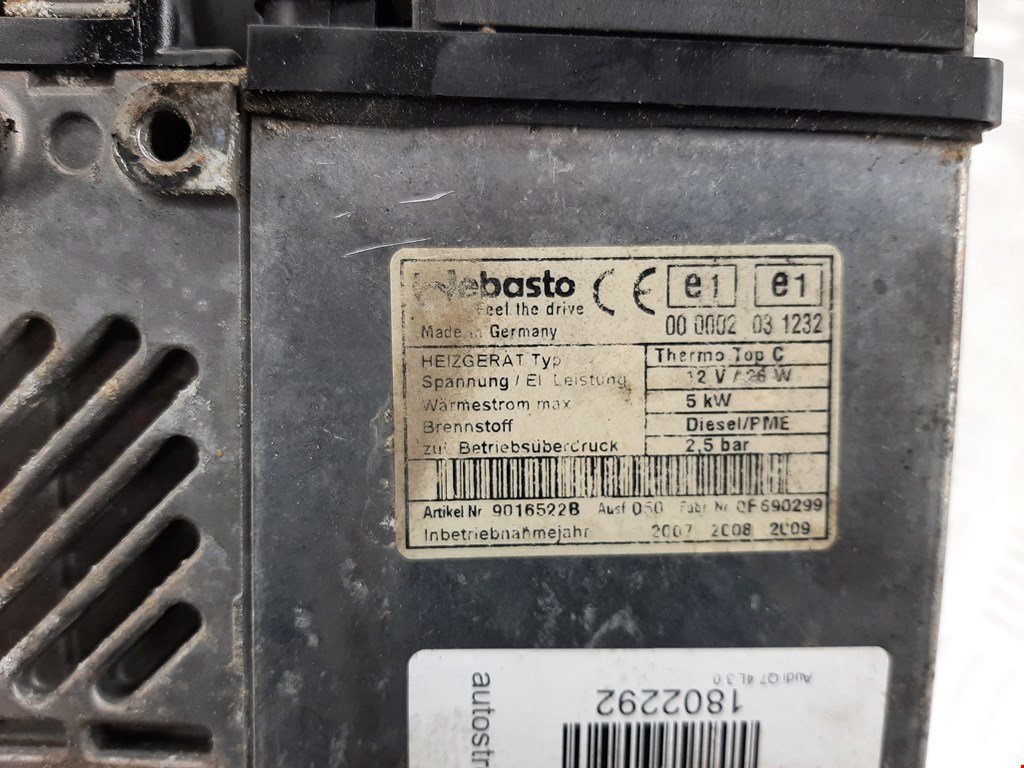 Webasto CE e1 e1
Feel the drive
Made in Germany 00 0002 03 1232
HEIZGERÄT Typ Thermo Top C
Spannung / El. Leistung 12 V / 26 W
Wärmestrom max 5 kW
Brennstoff Diesel/PME
zul. Betriebsüberdruck 2,5 bar
Artikel Nr 9016522B Ausf 050 Fabr. Nr
Inbetriebnahmejahr 2007 2008 2009
Audi Q7 4L 3.0
1802292
autostr